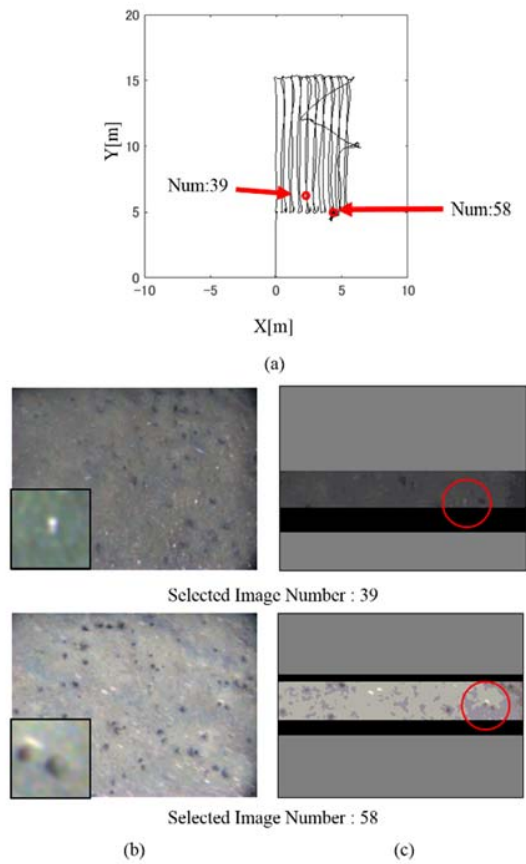 20
15
Y[m]
10
Num:39
5
Num:58
0
−10 −5 0 5 10
X[m]
(a)
Selected Image Number : 39
Selected Image Number : 58
(b) (c)